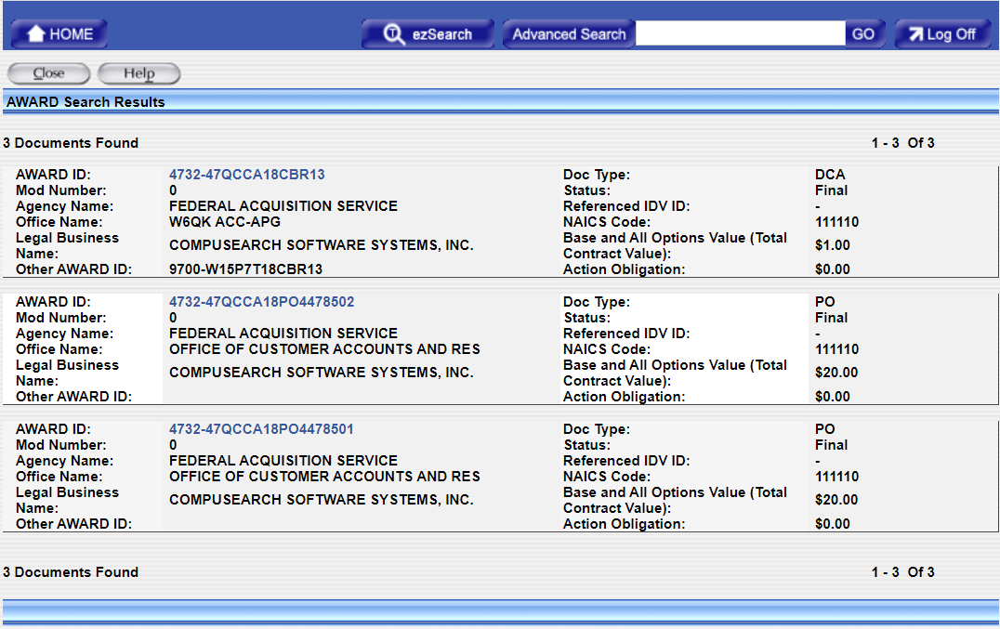 HOME ezSearch Advanced Search GO Log Off
Close Help
AWARD Search Results
3 Documents Found 1 - 3 Of 3
AWARD ID: 4732-47QCCA18CBR13 Doc Type: DCA
Mod Number: 0 Status: Final
Agency Name: FEDERAL ACQUISITION SERVICE Referenced IDV ID: -
Office Name: W6QK ACC-APG NAICS Code: 111110
Legal Business Name: COMPUSEARCH SOFTWARE SYSTEMS, INC. Base and All Options Value (Total Contract Value): $1.00
Other AWARD ID: 9700-W15P7T18CBR13 Action Obligation: $0.00
AWARD ID: 4732-47QCCA18PO4478502 Doc Type: PO
Mod Number: 0 Status: Final
Agency Name: FEDERAL ACQUISITION SERVICE Referenced IDV ID: -
Office Name: OFFICE OF CUSTOMER ACCOUNTS AND RES NAICS Code: 111110
Legal Business Name: COMPUSEARCH SOFTWARE SYSTEMS, INC. Base and All Options Value (Total Contract Value): $20.00
Other AWARD ID: Action Obligation: $0.00
AWARD ID: 4732-47QCCA18PO4478501 Doc Type: PO
Mod Number: 0 Status: Final
Agency Name: FEDERAL ACQUISITION SERVICE Referenced IDV ID: -
Office Name: OFFICE OF CUSTOMER ACCOUNTS AND RES NAICS Code: 111110
Legal Business Name: COMPUSEARCH SOFTWARE SYSTEMS, INC. Base and All Options Value (Total Contract Value): $20.00
Other AWARD ID: Action Obligation: $0.00
3 Documents Found 1 - 3 Of 3